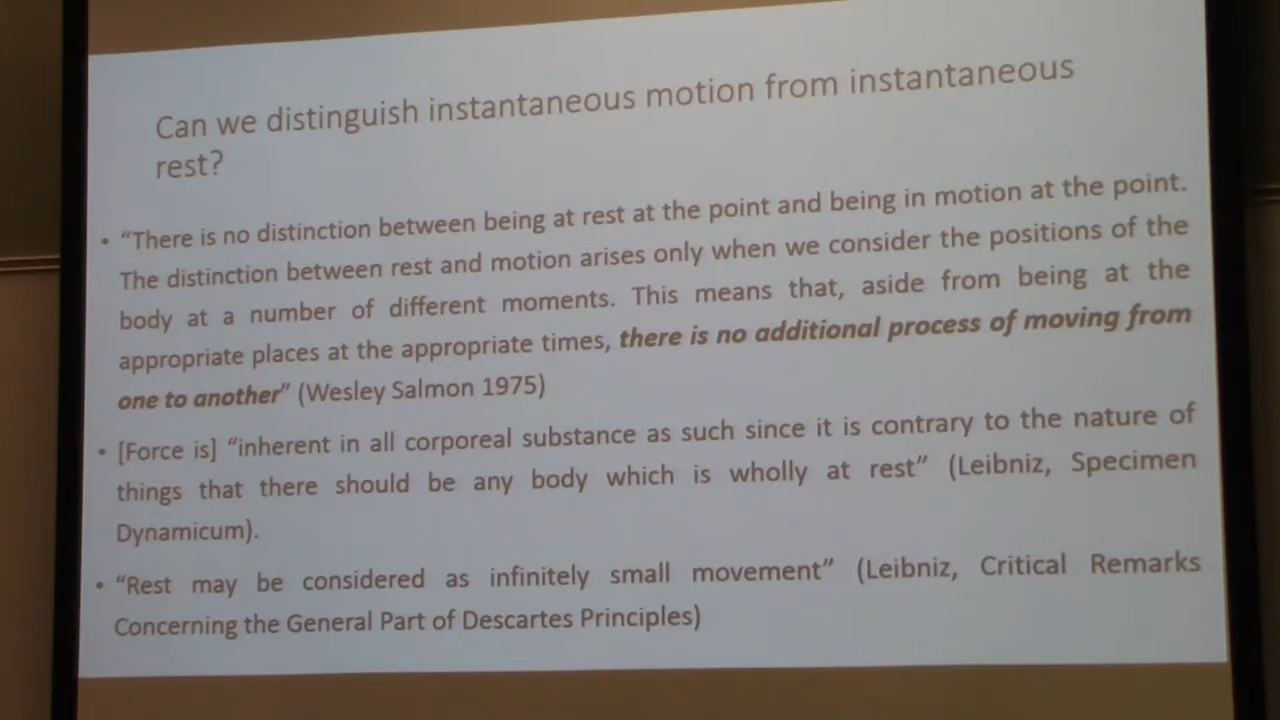 Can we distinguish instantaneous motion from instantaneous
rest?
• “There is no distinction between being at rest at the point and being in motion at the point.
The distinction between rest and motion arises only when we consider the positions of the
body at a number of different moments. This means that, aside from being at the
appropriate places at the appropriate times, there is no additional process of moving from
one to another” (Wesley Salmon 1975)
• [Force is] “inherent in all corporeal substance as such since it is contrary to the nature of
things that there should be any body which is wholly at rest” (Leibniz, Specimen
Dynamicum).
• “Rest may be considered as infinitely small movement” (Leibniz, Critical Remarks
Concerning the General Part of Descartes Principles)